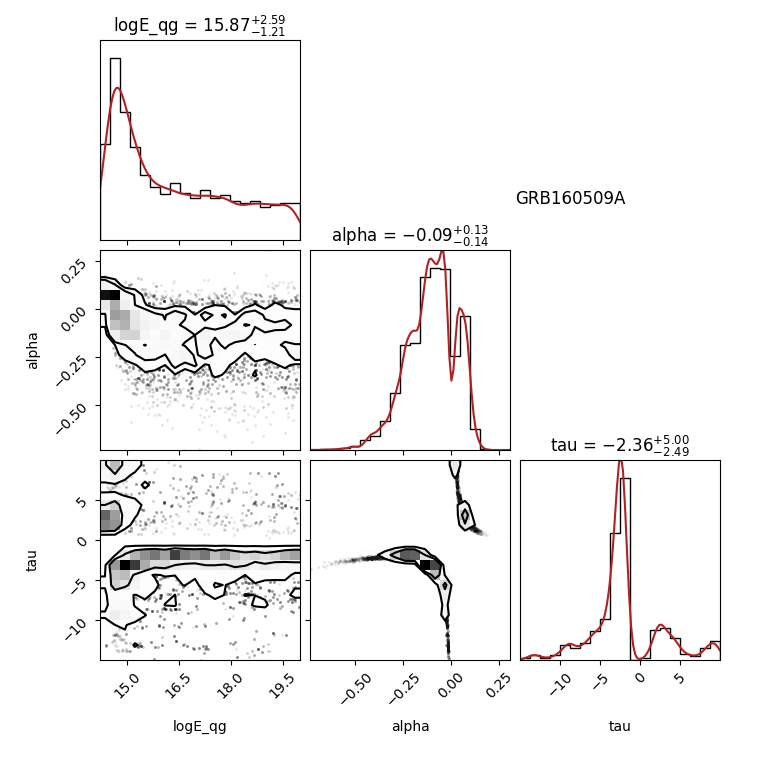 logE_qg = 15.87+2.59−1.21
GRB160509A
alpha = −0.09+0.13−0.14
0.25
0.00
−0.25
−0.50
alpha
tau = −2.36+5.00−2.49
5
0
−5
−10
tau
15.0 16.5 18.0 19.5
−0.50 −0.25 0.00 0.25
−10 −5 0 5
logE_qg alpha tau